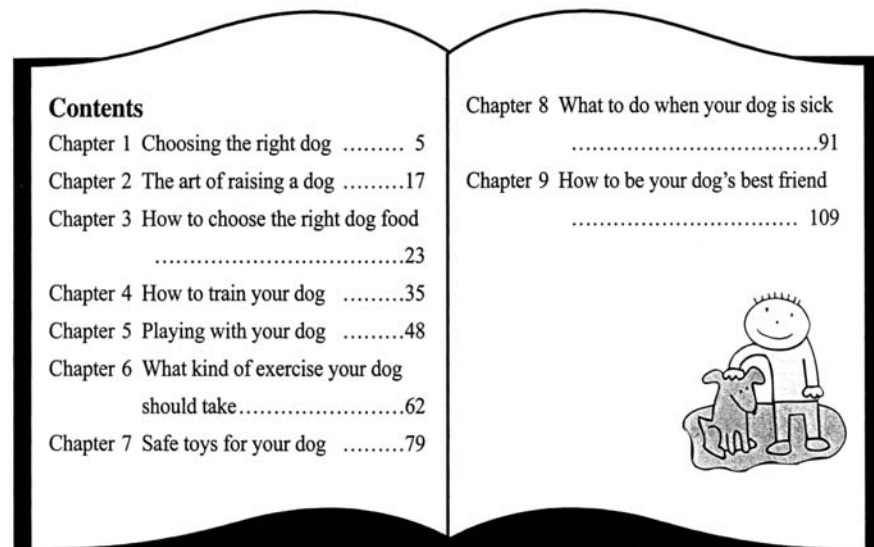 Contents
Chapter 1 Choosing the right dog ......... 5
Chapter 2 The art of raising a dog .........17
Chapter 3 How to choose the right dog food
..................................23
Chapter 4 How to train your dog .........35
Chapter 5 Playing with your dog .........48
Chapter 6 What kind of exercise your dog
should take.........................62
Chapter 7 Safe toys for your dog .........79
Chapter 8 What to do when your dog is sick
..................................91
Chapter 9 How to be your dog's best friend
............................... 109